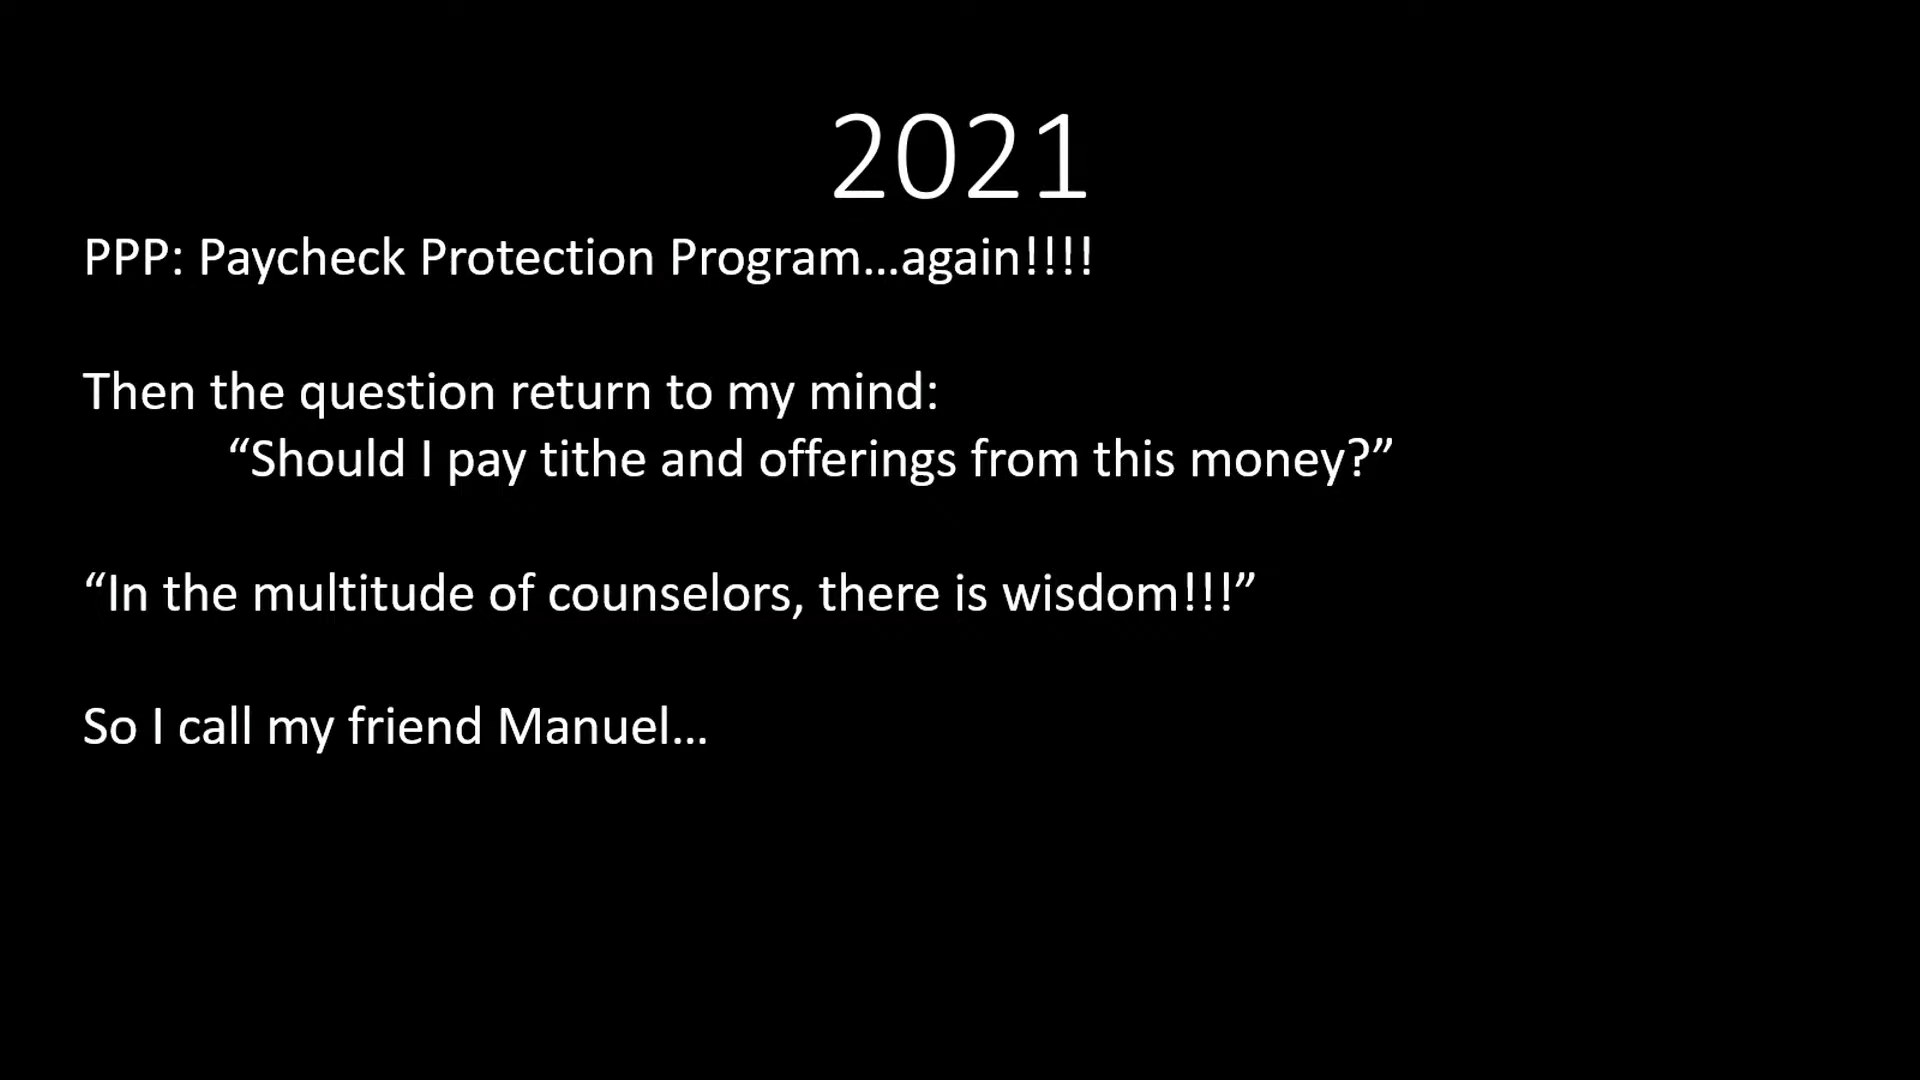 2021
PPP: Paycheck Protection Program…again!!!!
Then the question return to my mind:
“Should I pay tithe and offerings from this money?”
“In the multitude of counselors, there is wisdom!!!”
So I call my friend Manuel…